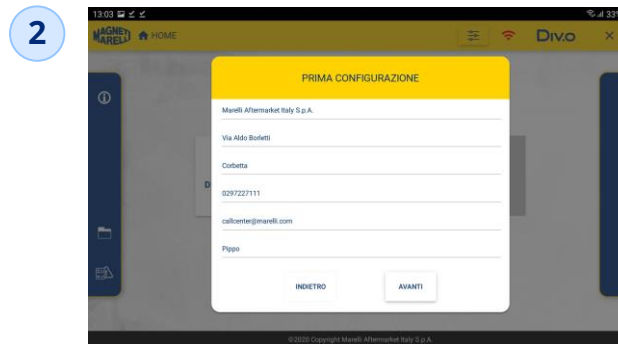 2
13:03
33%
MAGNETI
MARELLI
HOME
DIV.O
PRIMA CONFIGURAZIONE
Marelli Aftermarket Italy S.p.A.
Via Aldo Borletti
Corbetta
D
0297227111
callcenter@marelli.com
Pippo
INDIETRO
AVANTI
©2020 Copyright Marelli Aftermarket Italy S.p.A